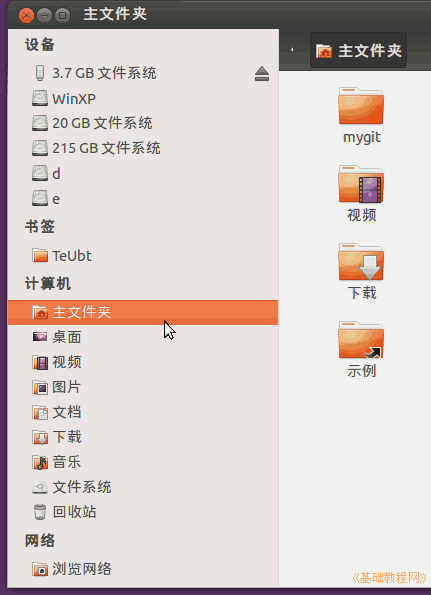 主文件夹
设备
3.7 GB 文件系统
WinXP
20 GB 文件系统
215 GB 文件系统
d
e
书签
TeUbt
计算机
主文件夹
桌面
视频
图片
文档
下载
音乐
文件系统
回收站
网络
浏览网络
主文件夹
mygit
视频
下载
示例
《基础教程网》